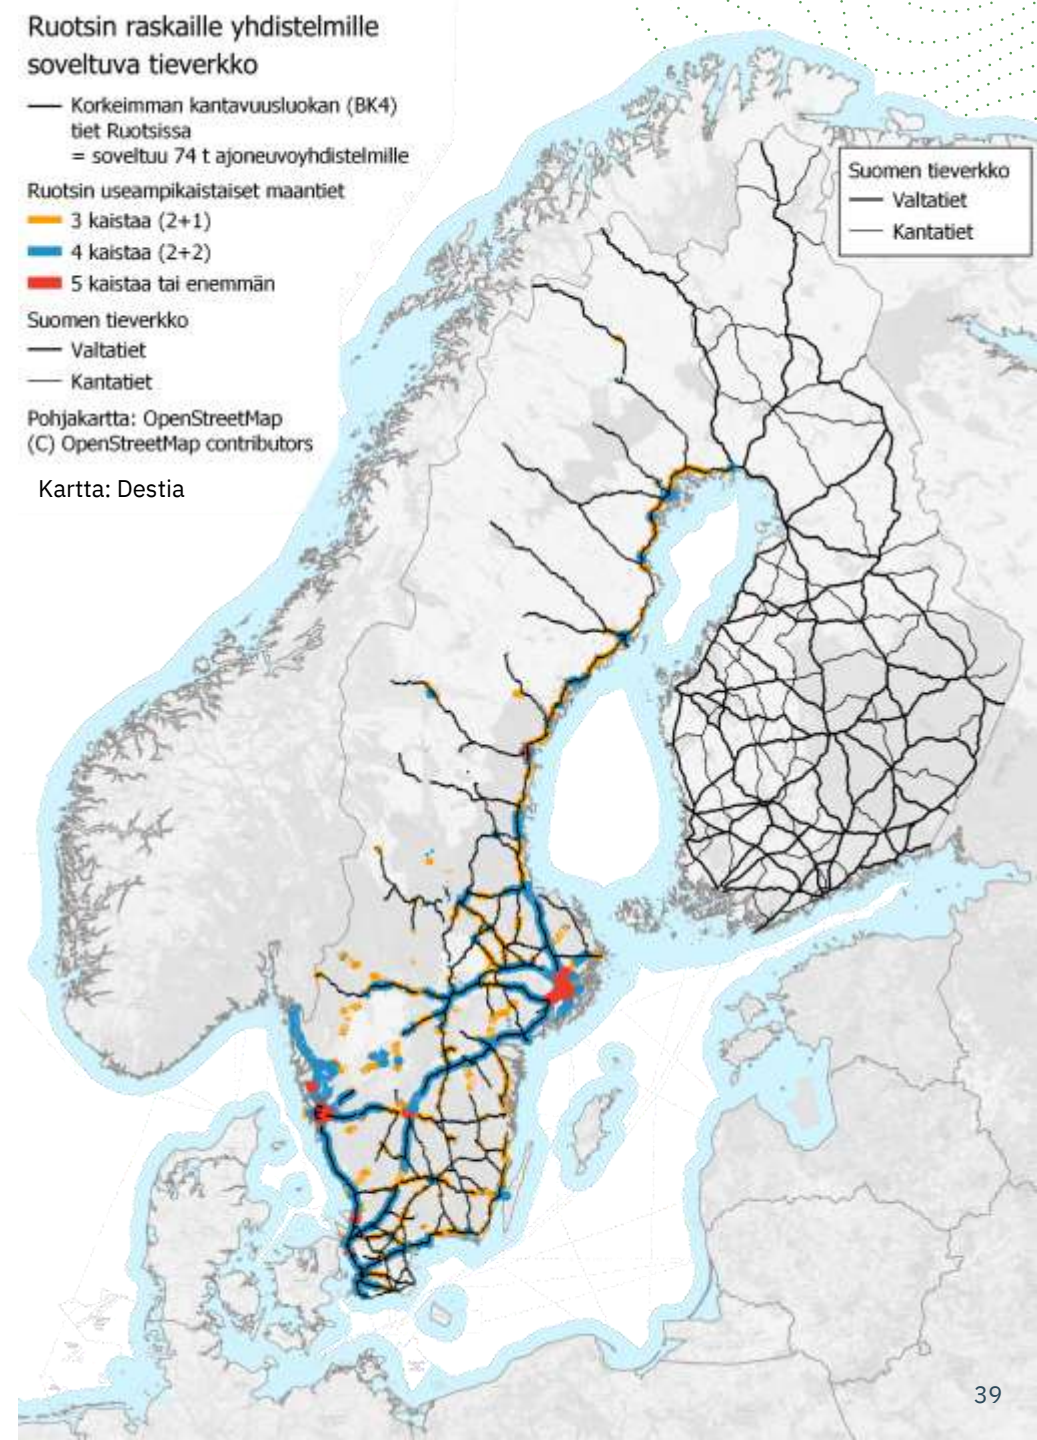 Ruotsin raskaille yhdistelmille
soveltuva tieverkko
Korkeimman kantavuusluokan (BK4)
tiet Ruotsissa
= soveltuu 74 t ajoneuvoyhdistelmille
Ruotsin useampikaistaiset maantiet
3 kaistaa (2+1)
4 kaistaa (2+2)
5 kaistaa tai enemmän
Suomen tieverkko
Valtatiet
Kantatiet
Pohjakartta: OpenStreetMap
(C) OpenStreetMap contributors
Kartta: Destia
Suomen tieverkko
Valtatiet
Kantatiet
39